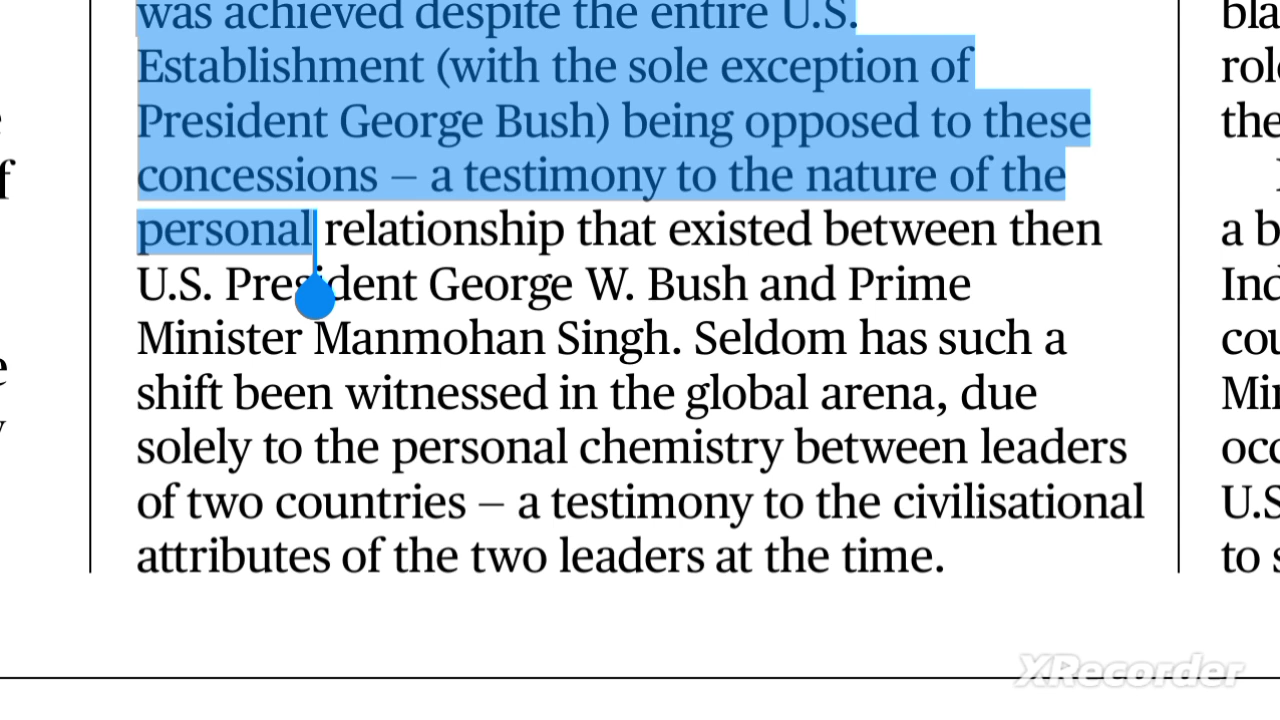 was achieved despite the entire U.S.
Establishment (with the sole exception of
President George Bush) being opposed to these
concessions – a testimony to the nature of the
personal relationship that existed between then
U.S. President George W. Bush and Prime
Minister Manmohan Singh. Seldom has such a
shift been witnessed in the global arena, due
solely to the personal chemistry between leaders
of two countries – a testimony to the civilisational
attributes of the two leaders at the time.
the
a
to
XRecorder